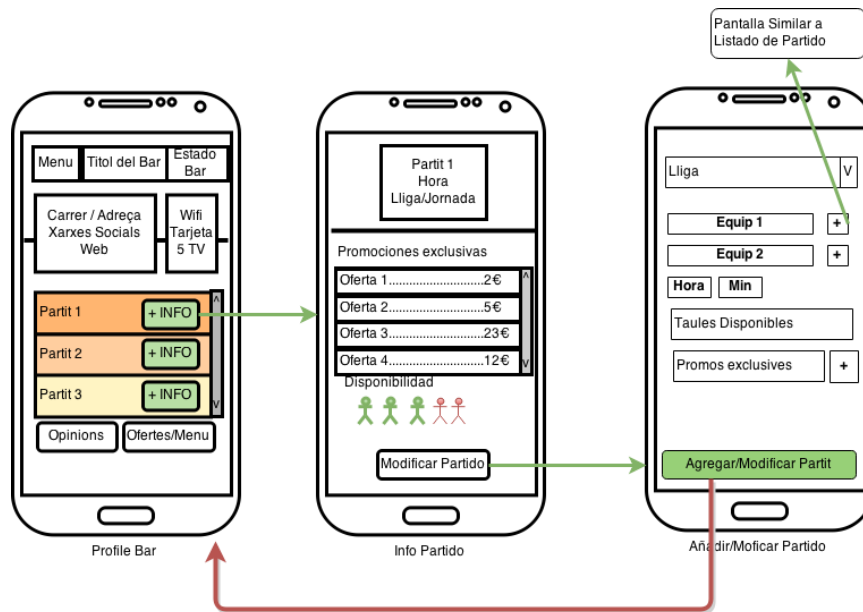 Pantalla Similar a
Listado de Partido
Menu
Titol del Bar
Estado
Bar
Carrer / Adreça
Xarxes Socials
Web
Wifi
Tarjeta
5 TV
Partit 1
+ INFO
Partit 2
+ INFO
Partit 3
+ INFO
Opinions
Ofertes/Menu
Profile Bar
Partit 1
Hora
Lliga/Jornada
Promociones exclusivas
Oferta 1............................2€
Oferta 2............................5€
Oferta 3..........................23€
Oferta 4..........................12€
Disponibilidad
Modificar Partido
Info Partido
Lliga V
Equip 1 +
Equip 2 +
Hora Min
Taules Disponibles
Promos exclusives +
Agregar/Modificar Partit
Añadir/Moficar Partido